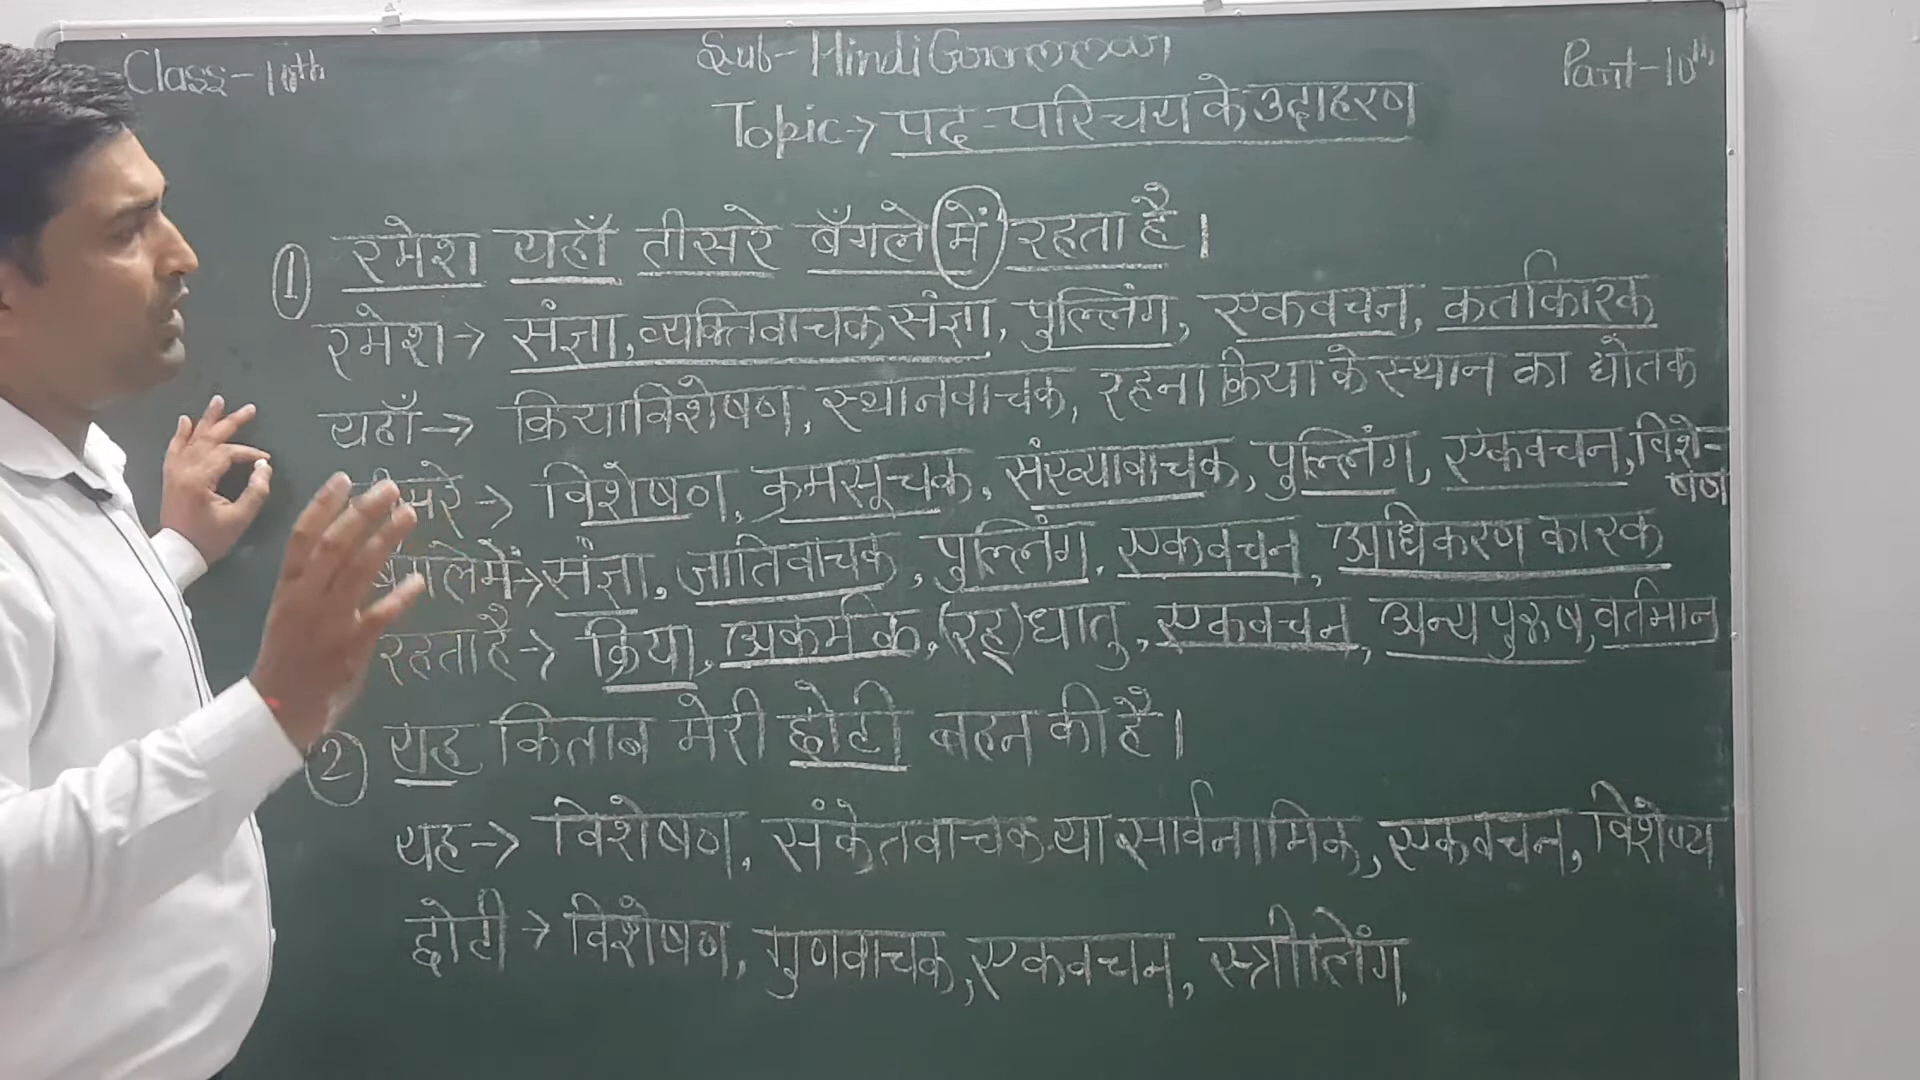 Class-10th
Sub-Hindi Grammar
Part-10th
Topic→ पद-परिचय के उदाहरण
① रमेश यहाँ तीसरे बँगले में रहता है।
रमेश→ संज्ञा, व्यक्तिवाचक संज्ञा, पुल्लिंग, एकवचन, कर्ताकारक
यहाँ→ क्रियाविशेषण, स्थानवाचक, रहना क्रिया के स्थान का द्योतक
तीसरे→ विशेषण, क्रमसूचक, संख्यावाचक, पुल्लिंग, एकवचन, विशे-
षण
बँगले में→ संज्ञा, जातिवाचक, पुल्लिंग, एकवचन, अधिकरण कारक
रहता है→ क्रिया, अकर्मक, (रह) धातु, एकवचन, अन्य पुरूष, वर्तमान
② यह किताब मेरी छोटी बहन की है।
यह→ विशेषण, संकेतवाचक या सार्वनामिक, एकवचन, विशेष्य
छोटी→ विशेषण, गुणवाचक, एकवचन, स्त्रीलिंग